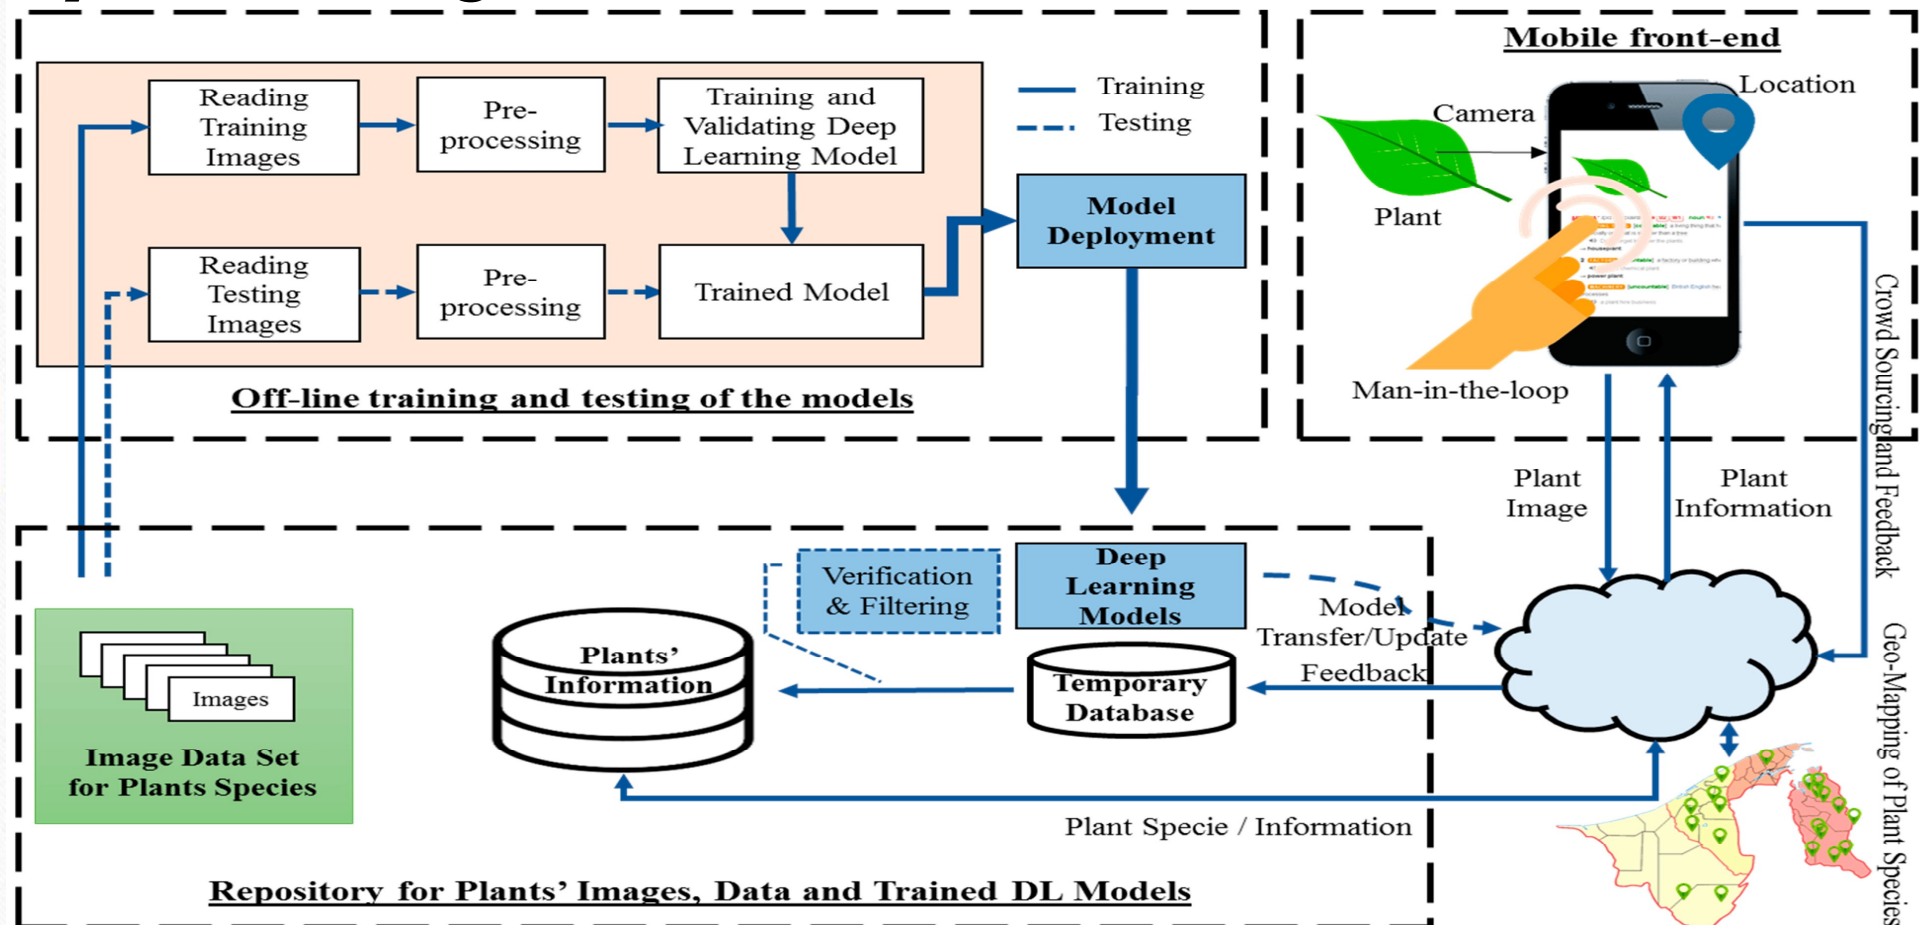 Mobile front-end
Reading
Training
Images
Pre-
processing
Training and
Validating Deep
Learning Model
Training
Testing
Location
Camera
Plant
Model
Deployment
Reading
Testing
Images
Pre-
processing
Trained Model
Off-line training and testing of the models
Man-in-the-loop
houseplant
power plant
Crowd Sourcing and Feedback
Plant
Image
Plant
Information
Verification
& Filtering
Deep
Learning
Models
Model
Transfer/Update
Feedback
Plants’
Information
Temporary
Database
Images
Image Data Set
for Plants Species
Geo-Mapping of Plant Species
Plant Specie / Information
Repository for Plants’ Images, Data and Trained DL Models